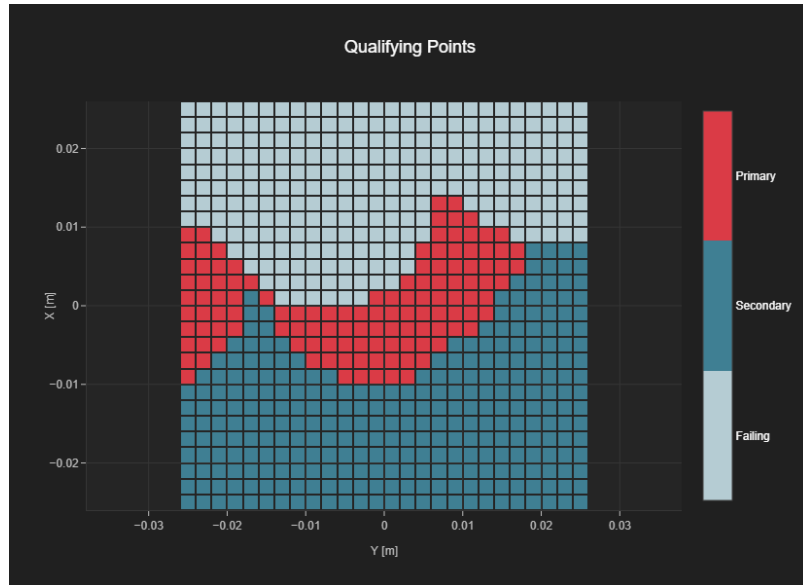 Qualifying Points
X [m]
0.02
0.01
0
−0.01
−0.02
−0.03
−0.02
−0.01
0
0.01
0.02
0.03
Y [m]
Primary
Secondary
Failing